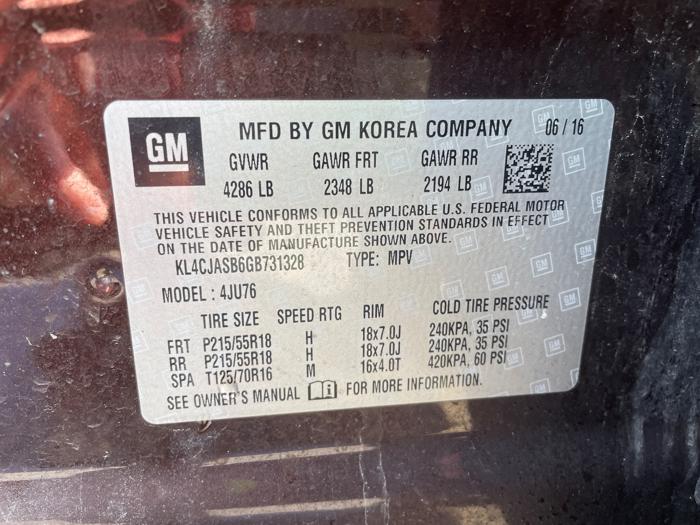 GM MFD BY GM KOREA COMPANY 06 / 16
GVWR GAWR FRT GAWR RR
4286 LB 2348 LB 2194 LB
THIS VEHICLE CONFORMS TO ALL APPLICABLE U.S. FEDERAL MOTOR
VEHICLE SAFETY AND THEFT PREVENTION STANDARDS IN EFFECT
ON THE DATE OF MANUFACTURE SHOWN ABOVE.
KL4CJASB6GB731328 TYPE: MPV
MODEL : 4JU76
TIRE SIZE SPEED RTG RIM COLD TIRE PRESSURE
FRT P215/55R18 H 18x7.0J 240KPA, 35 PSI
RR P215/55R18 H 18x7.0J 240KPA, 35 PSI
SPA T125/70R16 M 16x4.0T 420KPA, 60 PSI
SEE OWNER'S MANUAL FOR MORE INFORMATION.